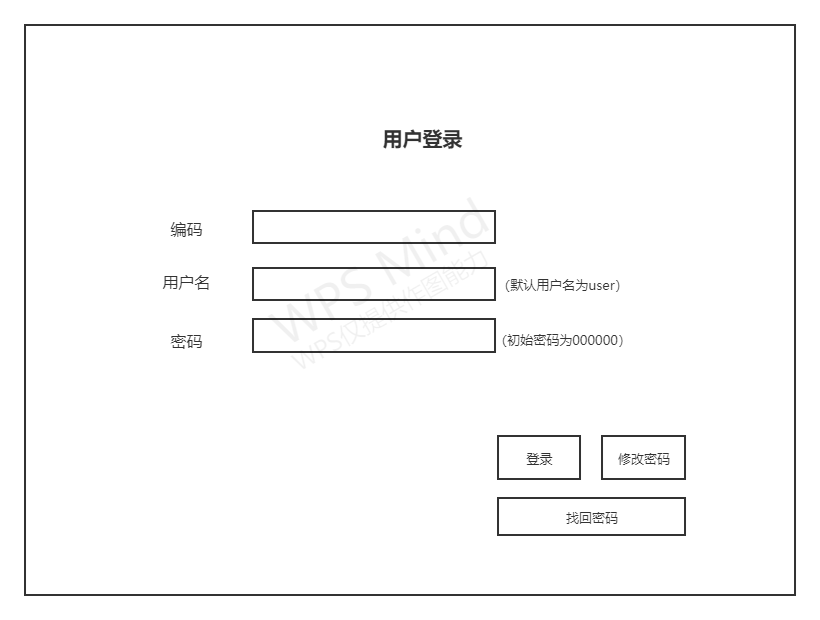 用户登录
编码
用户名
(默认用户名为user)
密码
(初始密码为000000)
登录
修改密码
找回密码
WPS Mind
WPS仅提供作图能力